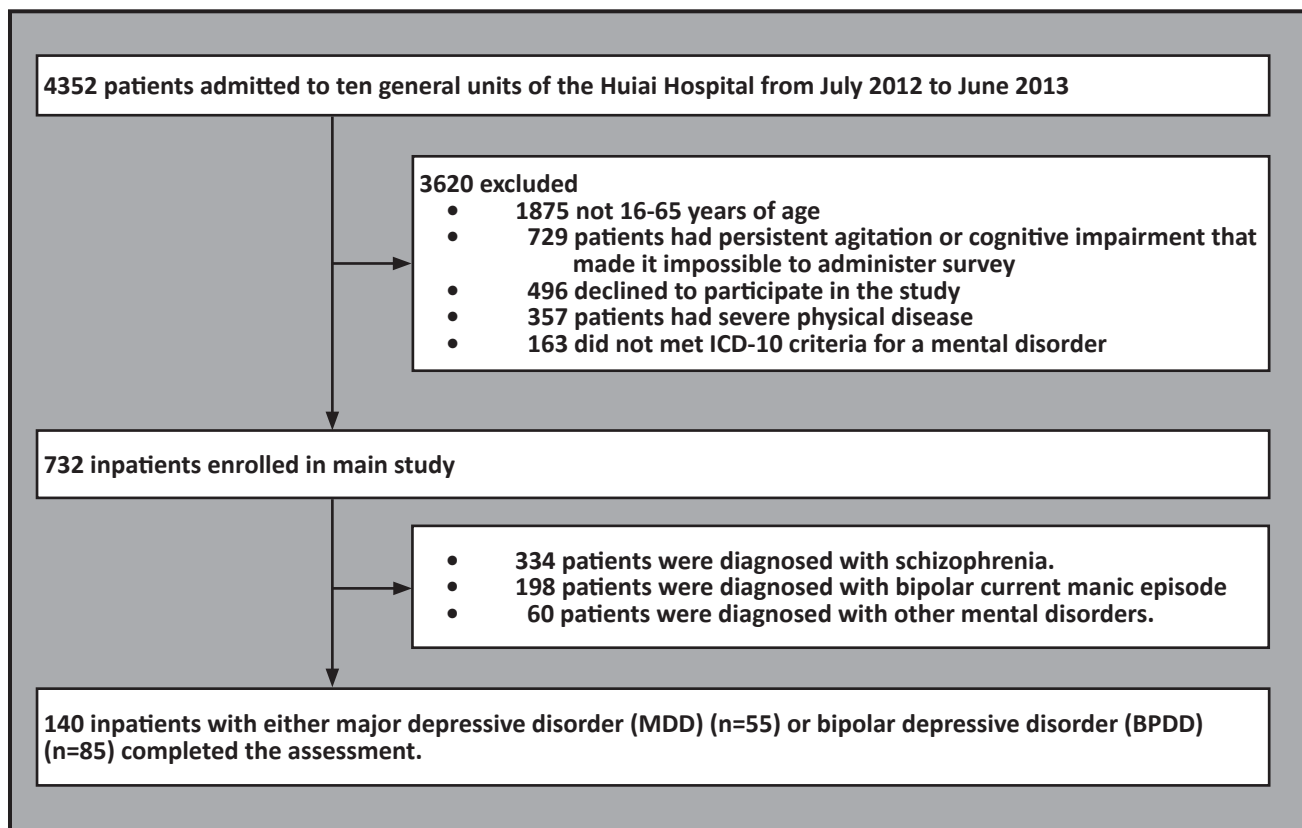 4352 patients admitted to ten general units of the Huiai Hospital from July 2012 to June 2013
3620 excluded
• 1875 not 16-65 years of age
• 729 patients had persistent agitation or cognitive impairment that
made it impossible to administer survey
• 496 declined to participate in the study
• 357 patients had severe physical disease
• 163 did not met ICD-10 criteria for a mental disorder
732 inpatients enrolled in main study
• 334 patients were diagnosed with schizophrenia.
• 198 patients were diagnosed with bipolar current manic episode
• 60 patients were diagnosed with other mental disorders.
140 inpatients with either major depressive disorder (MDD) (n=55) or bipolar depressive disorder (BPDD)
(n=85) completed the assessment.